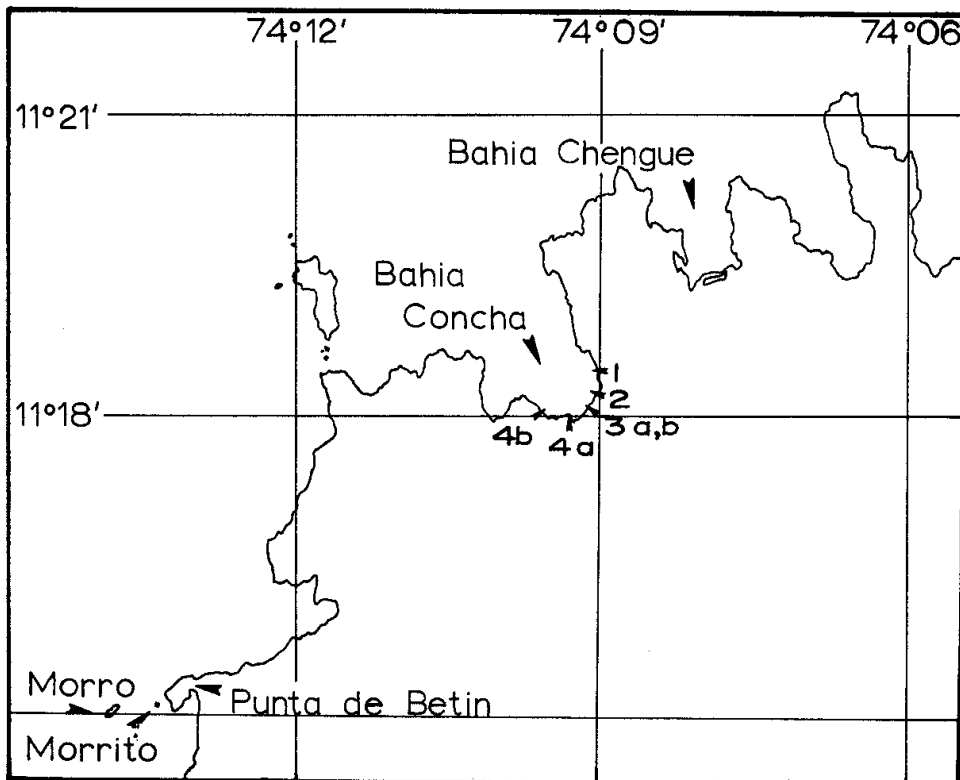 74°12' 74°09' 74°06
11°21'
Bahia Chengue
Bahia
Concha
1
2
11°18'
3 a,b
4b
4a
Morro
Punta de Betin
Morrito